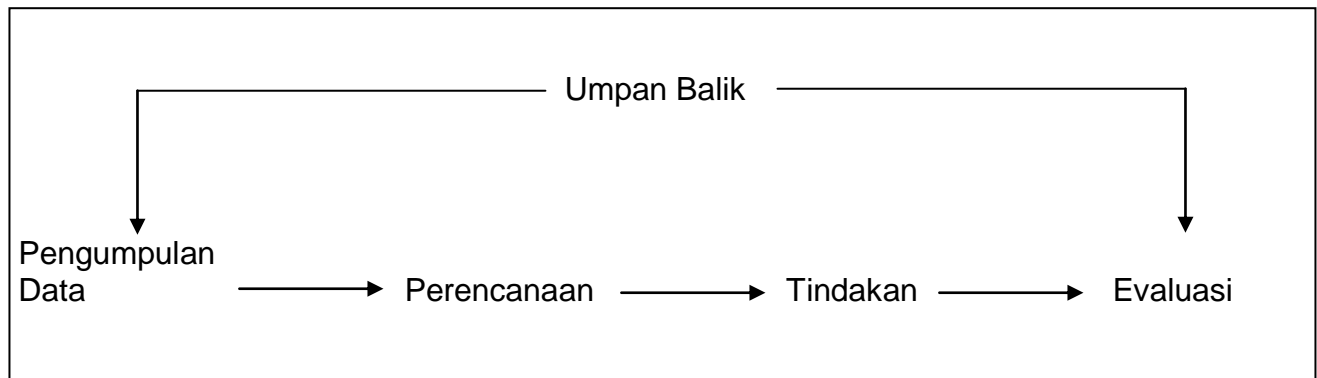 Umpan Balik
Pengumpulan
Data
Perencanaan
Tindakan
Evaluasi